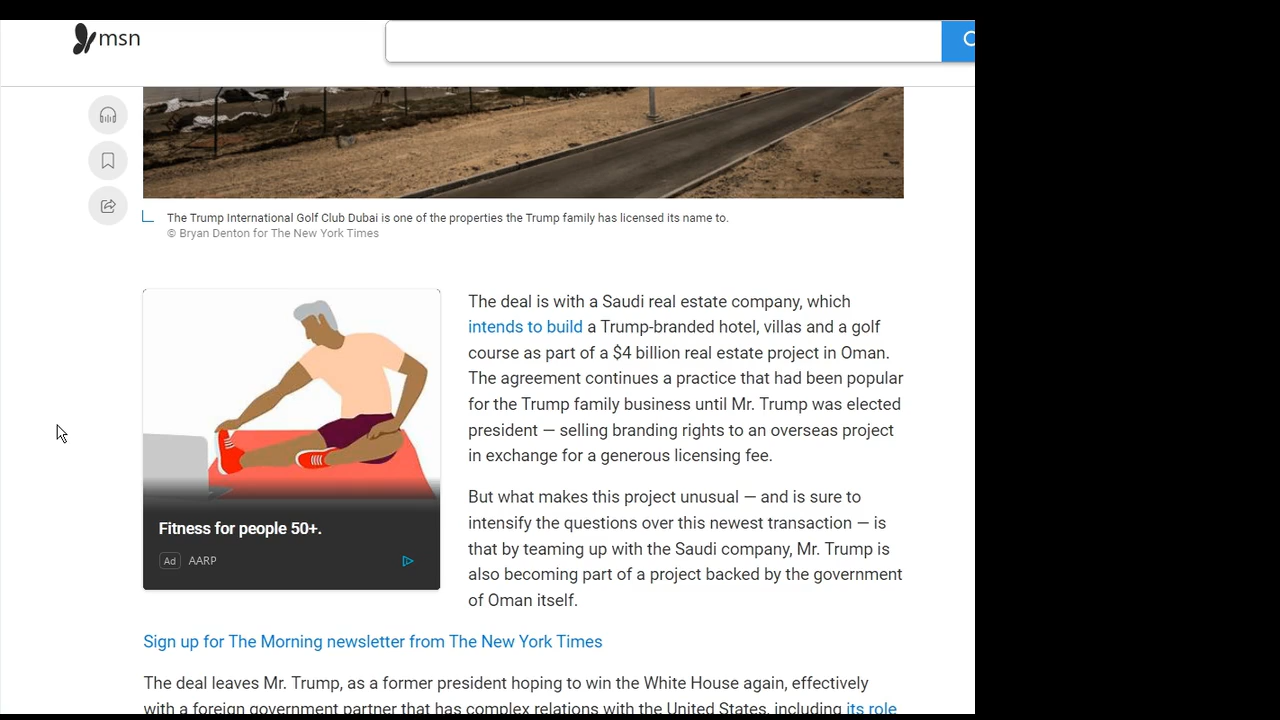 msn
The Trump International Golf Club Dubai is one of the properties the Trump family has licensed its name to.
© Bryan Denton for The New York Times
The deal is with a Saudi real estate company, which
intends to build a Trump-branded hotel, villas and a golf
course as part of a $4 billion real estate project in Oman.
The agreement continues a practice that had been popular
for the Trump family business until Mr. Trump was elected
president — selling branding rights to an overseas project
in exchange for a generous licensing fee.
Fitness for people 50+.
Ad AARP
But what makes this project unusual — and is sure to
intensify the questions over this newest transaction — is
that by teaming up with the Saudi company, Mr. Trump is
also becoming part of a project backed by the government
of Oman itself.
Sign up for The Morning newsletter from The New York Times
The deal leaves Mr. Trump, as a former president hoping to win the White House again, effectively
with a foreign government partner that has complex relations with the United States, including its role